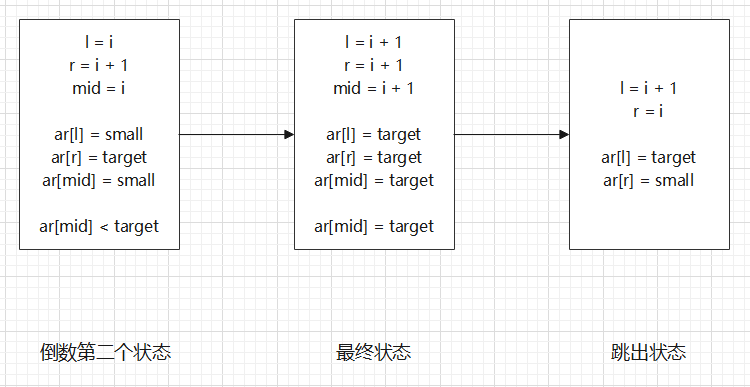 l = i
r = i + 1
mid = i
ar[l] = small
ar[r] = target
ar[mid] = small
ar[mid] < target
l = i + 1
r = i + 1
mid = i + 1
ar[l] = target
ar[r] = target
ar[mid] = target
ar[mid] = target
l = i + 1
r = i
ar[l] = target
ar[r] = small
倒数第二个状态
最终状态
跳出状态